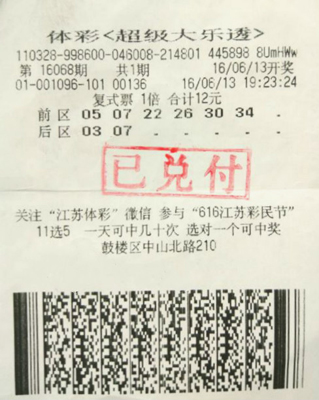 体彩<超级大乐透>
110328-998600-046008-214801 445898 8UmHWw
第 16068期 共1期 16/06/13开奖
01-001096-101 00136 16/06/13 19:23:24
复式票 1倍 合计12元
前区 05 07 22 26 30 34 .
后区 03 07 .
已兑付
关注“江苏体彩”微信 参与“616江苏彩民节”
11选5 一天可中几十次 选对一个可中奖
鼓楼区中山北路210